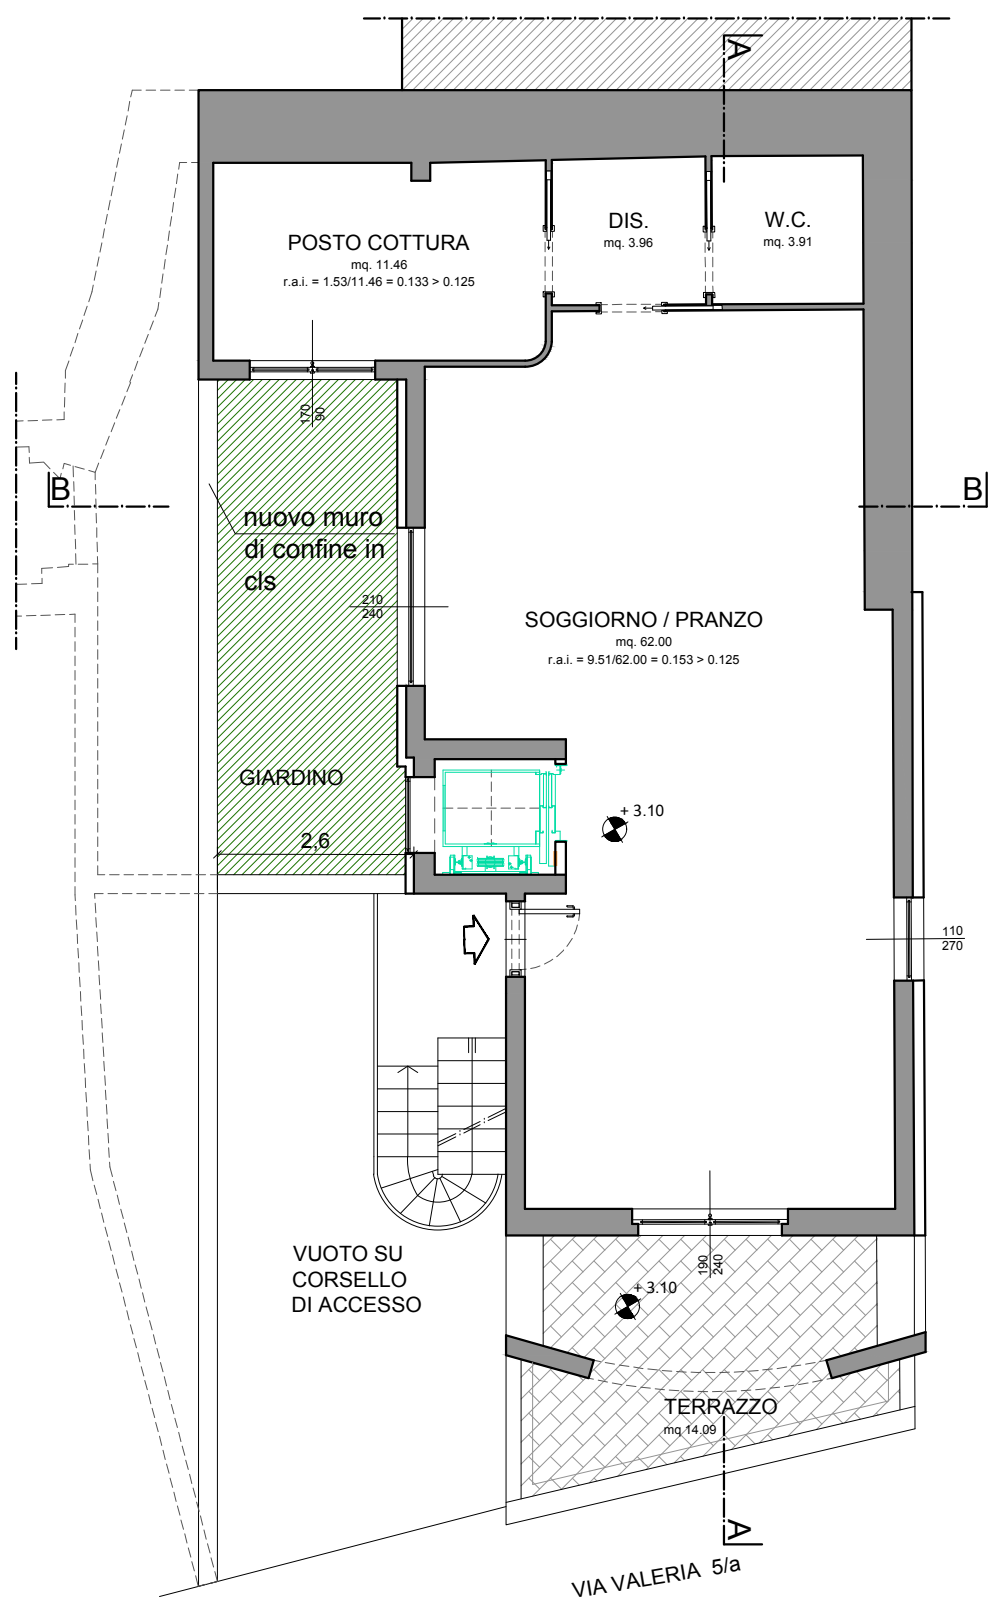 A
POSTO COTTURA
mq. 11.46
r.a.i. = 1.53/11.46 = 0.133 > 0.125
DIS.
mq. 3.96
W.C.
mq. 3.91
170
90
B
B
nuovo muro
di confine in
cls
210
240
SOGGIORNO / PRANZO
mq. 62.00
r.a.i. = 9.51/62.00 = 0.153 > 0.125
GIARDINO
2,6
+ 3.10
110
270
VUOTO SU
CORSELLO
DI ACCESSO
190
240
+ 3.10
TERRAZZO
mq 14.09
A
VIA VALERIA 5/a